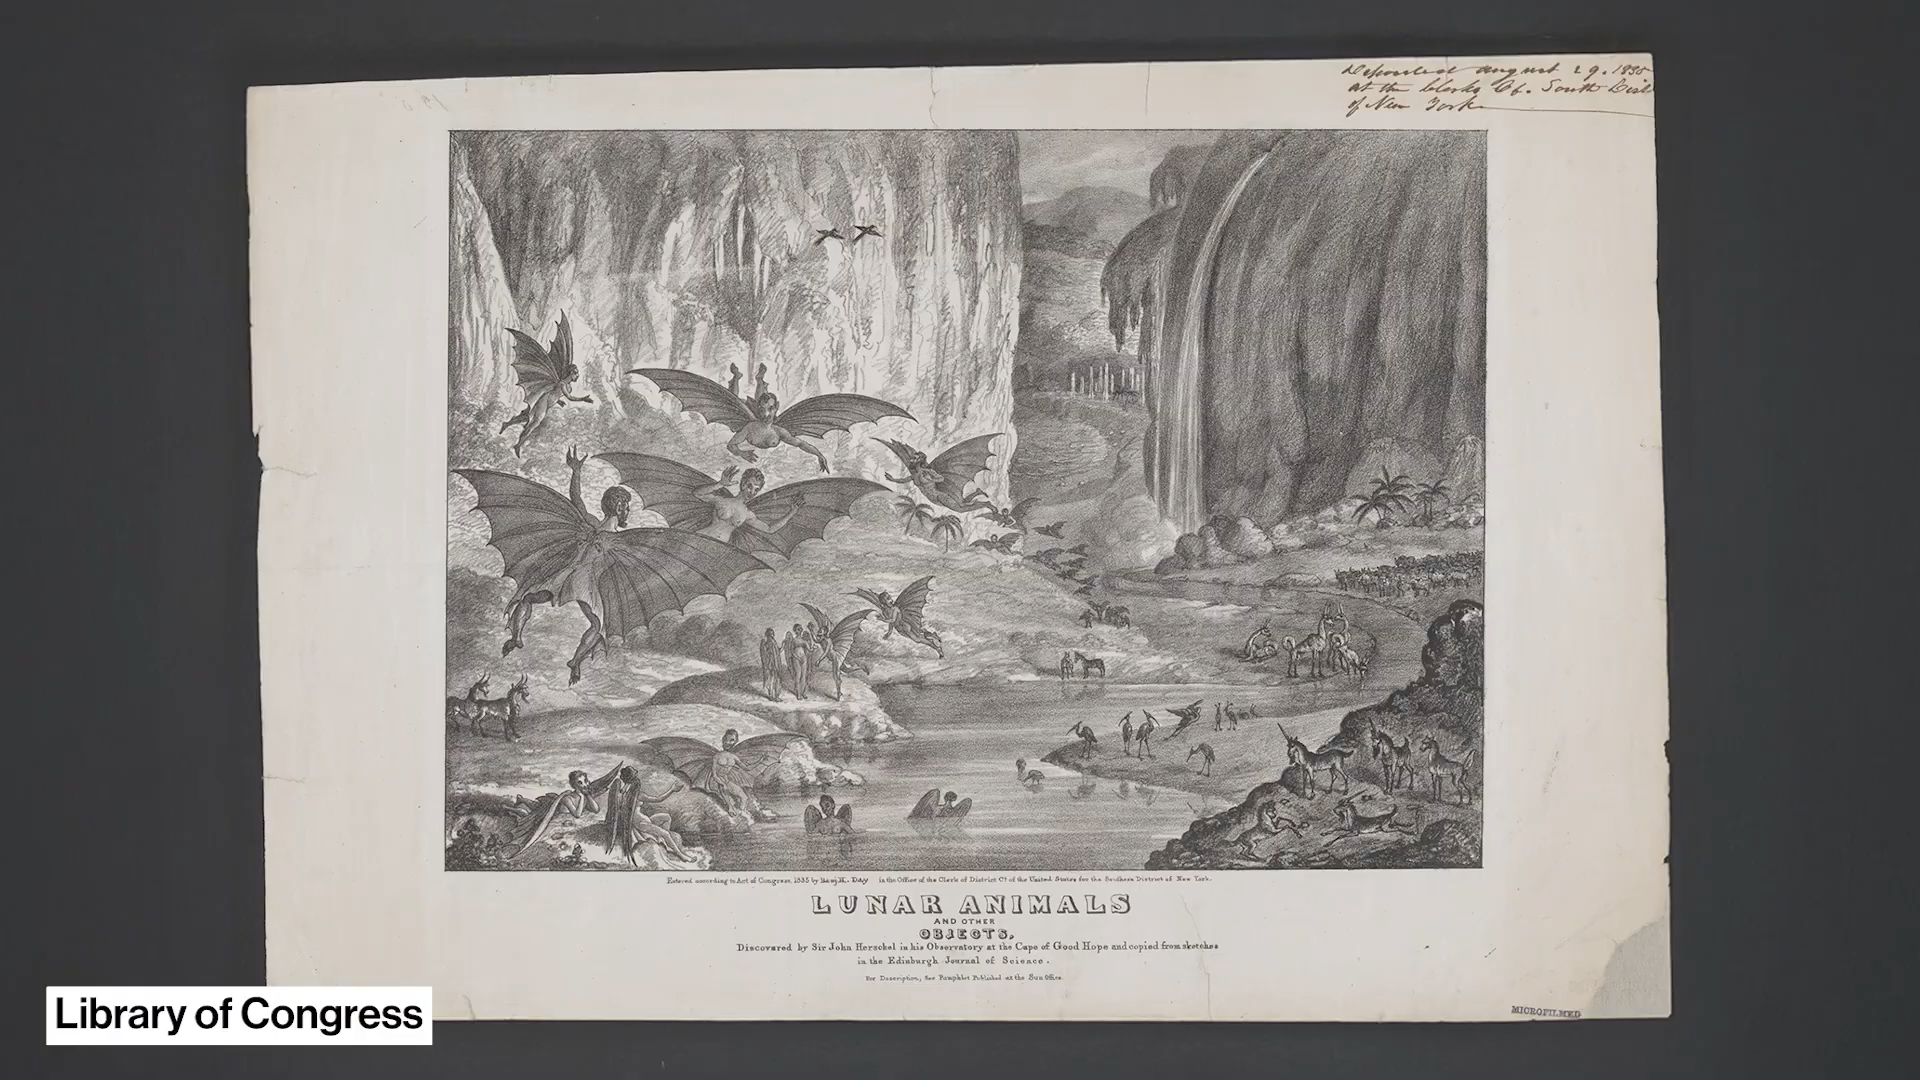 Deposited August 29. 1835
at the Clerks Of. South Dist
of New York
Entered according to Act of Congress, 1835 by Benj H. Day in the Office of the Clerk of District Ct of the United States for the Southern District of New York.
LUNAR ANIMALS
AND OTHER
OBJECTS,
Discovered by Sir John Herschel in his Observatory at the Cape of Good Hope and copied from sketches
in the Edinburgh Journal of Science.
For Description, See Pamphlet Published at the Sun Office.
Library of Congress
MICROFILMED